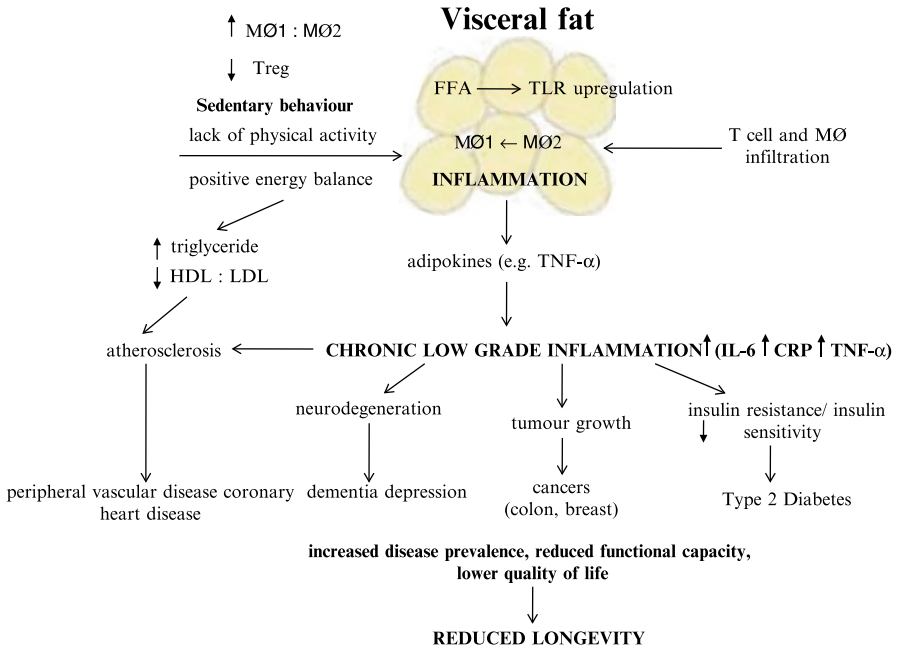 Visceral fat
↑ MØ1 : MØ2
↓ Treg
Sedentary behaviour
lack of physical activity
positive energy balance
FFA → TLR upregulation
MØ1 ← MØ2
INFLAMMATION
T cell and MØ
infiltration
↑ triglyceride
↓ HDL : LDL
adipokines (e.g. TNF-α)
atherosclerosis
CHRONIC LOW GRADE INFLAMMATION↑ (IL-6 ↑ CRP ↑ TNF-α)
neurodegeneration
tumour growth
insulin resistance/ insulin
↓ sensitivity
peripheral vascular disease coronary
heart disease
dementia depression
cancers
(colon, breast)
Type 2 Diabetes
increased disease prevalence, reduced functional capacity,
lower quality of life
REDUCED LONGEVITY